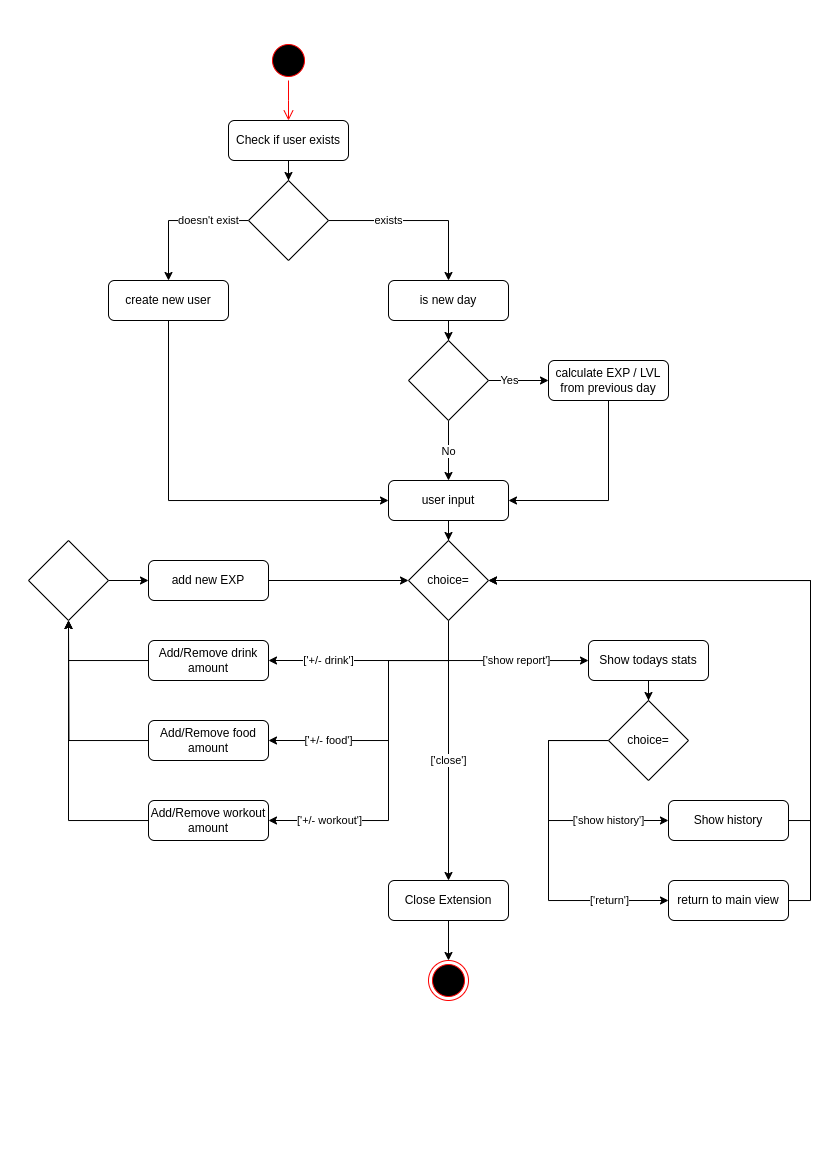 Check if user exists
doesn't exist
exists
create new user
is new day
Yes
calculate EXP / LVL
from previous day
No
user input
add new EXP
choice=
Add/Remove drink
amount
['+/- drink']
['show report']
Show todays stats
Add/Remove food
amount
['+/- food']
['close']
choice=
Add/Remove workout
amount
['+/- workout']
['show history']
Show history
Close Extension
['return']
return to main view